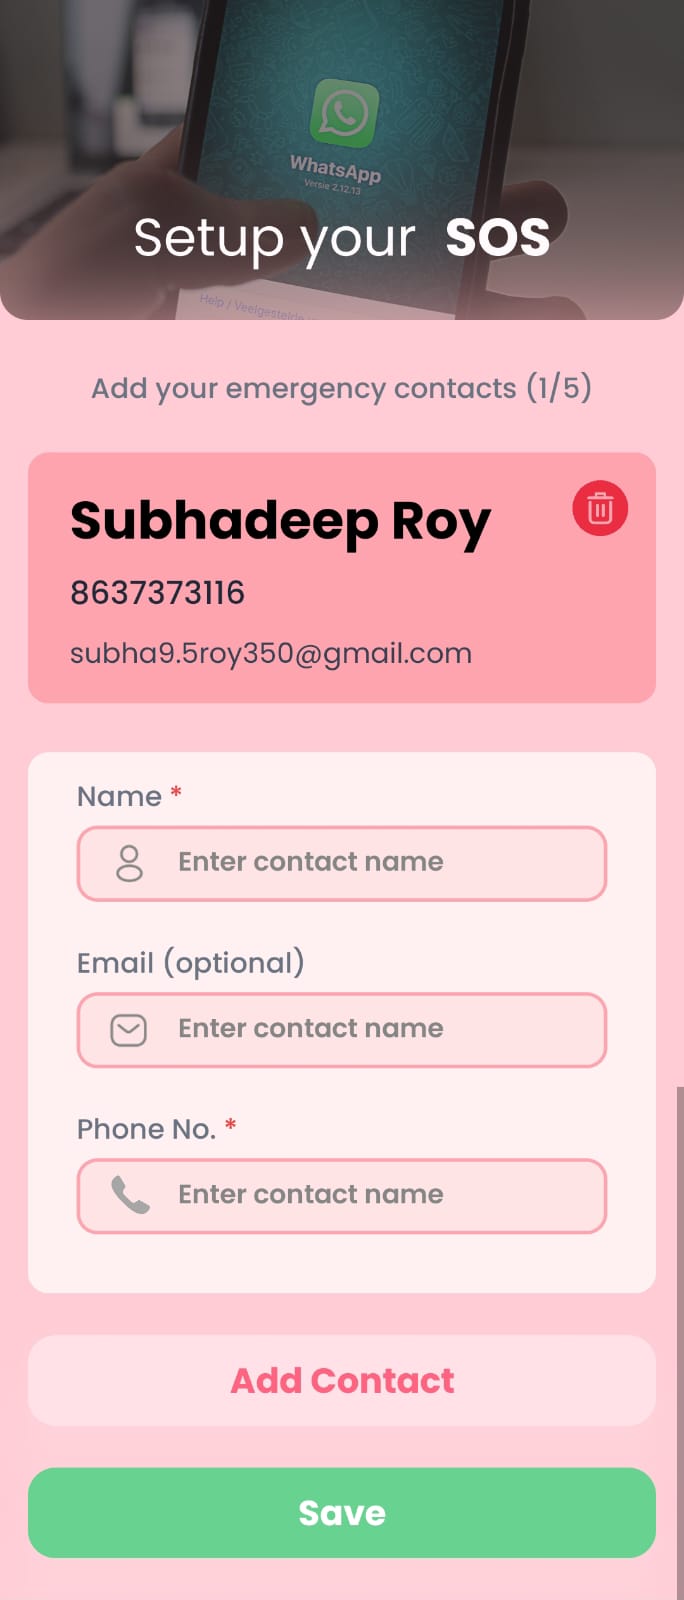 WhatsApp
Versie 2.12.13
Setup your SOS
Help / Veelgestelde
Add your emergency contacts (1/5)
Subhadeep Roy
8637373116
subha9.5roy350@gmail.com
Name *
Enter contact name
Email (optional)
Enter contact name
Phone No. *
Enter contact name
Add Contact
Save